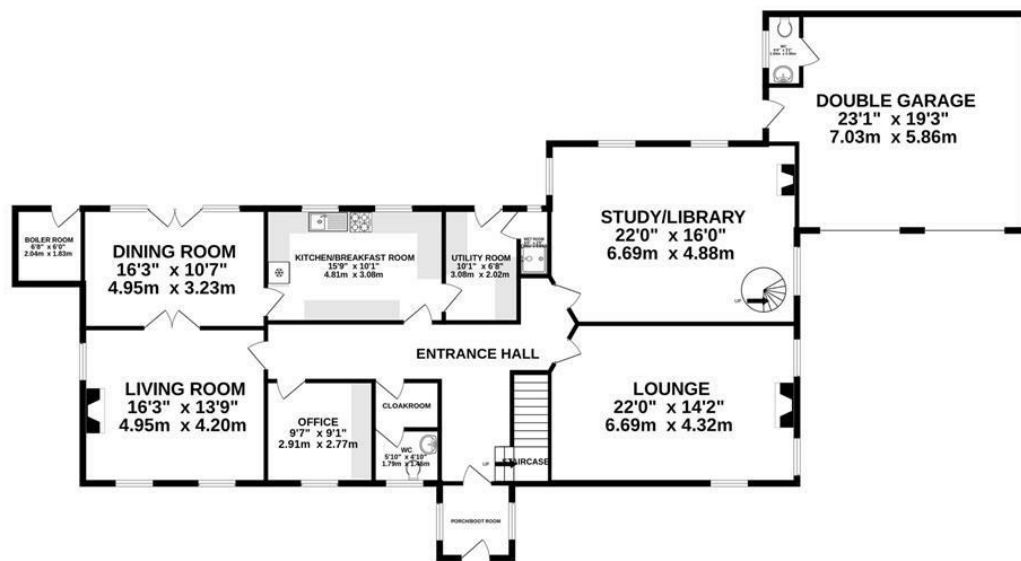 WC
DOUBLE GARAGE
23'1" x 19'3"
7.03m x 5.86m
BOILER ROOM
6'8" x 6'0"
2.04m x 1.83m
DINING ROOM
16'3" x 10'7"
4.95m x 3.23m
KITCHEN/BREAKFAST ROOM
15'9" x 10'1"
4.81m x 3.08m
UTILITY ROOM
10'1" x 6'8"
3.08m x 2.02m
WET ROOM
STUDY/LIBRARY
22'0" x 16'0"
6.69m x 4.88m
UP
ENTRANCE HALL
LIVING ROOM
16'3" x 13'9"
4.95m x 4.20m
OFFICE
9'7" x 9'1"
2.91m x 2.77m
CLOAKROOM
WC
5'10" x 4'10"
1.79m x 1.46m
UP
STAIRCASE
LOUNGE
22'0" x 14'2"
6.69m x 4.32m
PORCH/BOOT ROOM